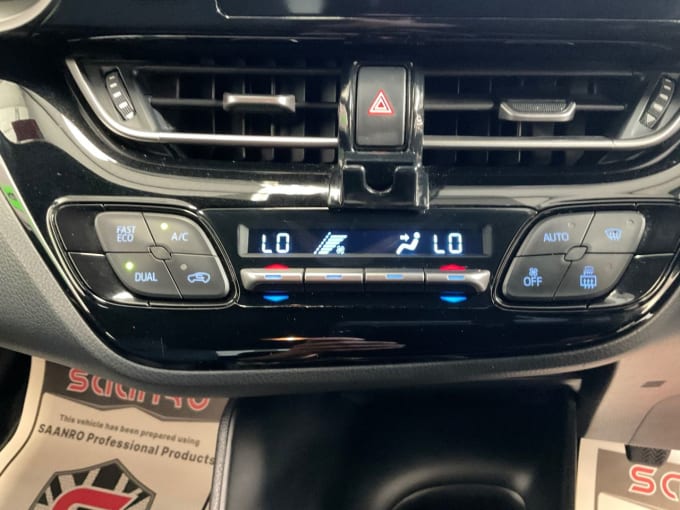 FAST
ECO
A/C
LO
LO
AUTO
DUAL
OFF
saanro
This vehicle has been prepared using
SAANRO Professional Products